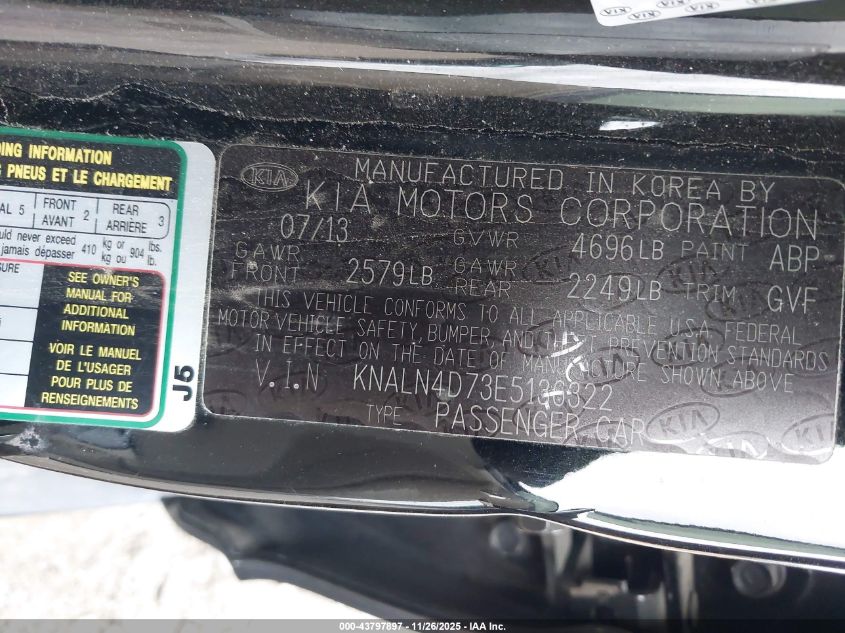 KIA
DING INFORMATION
PNEUS ET LE CHARGEMENT
AL 5 FRONT AVANT 2 REAR ARRIÈRE 3
ould never exceed
jamais dépasser 410 kg or kg ou 904 lbs. lb.
SURE
SEE OWNER'S
MANUAL FOR
ADDITIONAL
INFORMATION
VOIR LE MANUEL
DE L'USAGER
POUR PLUS DE
RENSEIGNEMENTS
J5
KIA MANUFACTURED IN KOREA BY
KIA MOTORS CORPORATION
07/13 GVWR 4696LB PAINT ABP
GAWR FRONT 2579LB GAWR REAR 2249LB TRIM GVF
THIS VEHICLE CONFORMS TO ALL APPLICABLE U.S.A. FEDERAL
MOTOR VEHICLE SAFETY, BUMPER, AND THEFT PREVENTION STANDARDS
IN EFFECT ON THE DATE OF MANUFACTURE SHOWN ABOVE
V.I.N KNALN4D73E5136322
TYPE PASSENGER CAR
000-43797897 11/26/2025 IAA Inc.